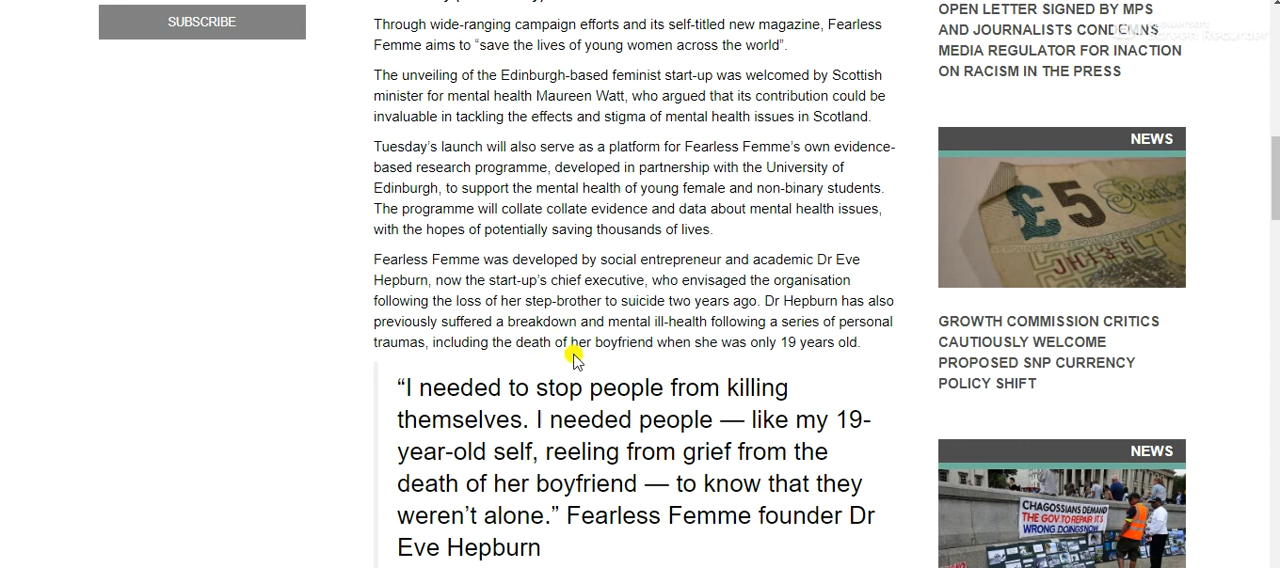 SUBSCRIBE
Through wide-ranging campaign efforts and its self-titled new magazine, Fearless
Femme aims to “save the lives of young women across the world”.
The unveiling of the Edinburgh-based feminist start-up was welcomed by Scottish
minister for mental health Maureen Watt, who argued that its contribution could be
invaluable in tackling the effects and stigma of mental health issues in Scotland.
Tuesday’s launch will also serve as a platform for Fearless Femme’s own evidence-
based research programme, developed in partnership with the University of
Edinburgh, to support the mental health of young female and non-binary students.
The programme will collate collate evidence and data about mental health issues,
with the hopes of potentially saving thousands of lives.
Fearless Femme was developed by social entrepreneur and academic Dr Eve
Hepburn, now the start-up’s chief executive, who envisaged the organisation
following the loss of her step-brother to suicide two years ago. Dr Hepburn has also
previously suffered a breakdown and mental ill-health following a series of personal
traumas, including the death of her boyfriend when she was only 19 years old.
“I needed to stop people from killing
themselves. I needed people — like my 19-
year-old self, reeling from grief from the
death of her boyfriend — to know that they
weren’t alone.” Fearless Femme founder Dr
Eve Hepburn
OPEN LETTER SIGNED BY MPS
AND JOURNALISTS CONDEMNS
MEDIA REGULATOR FOR INACTION
ON RACISM IN THE PRESS
Screen Recorder
NEWS
£5
GROWTH COMMISSION CRITICS
CAUTIOUSLY WELCOME
PROPOSED SNP CURRENCY
POLICY SHIFT
NEWS
CHAGOSSIANS DEMAND
THE GOV TO REPAIR IT'S
WRONG DOINGS NOW